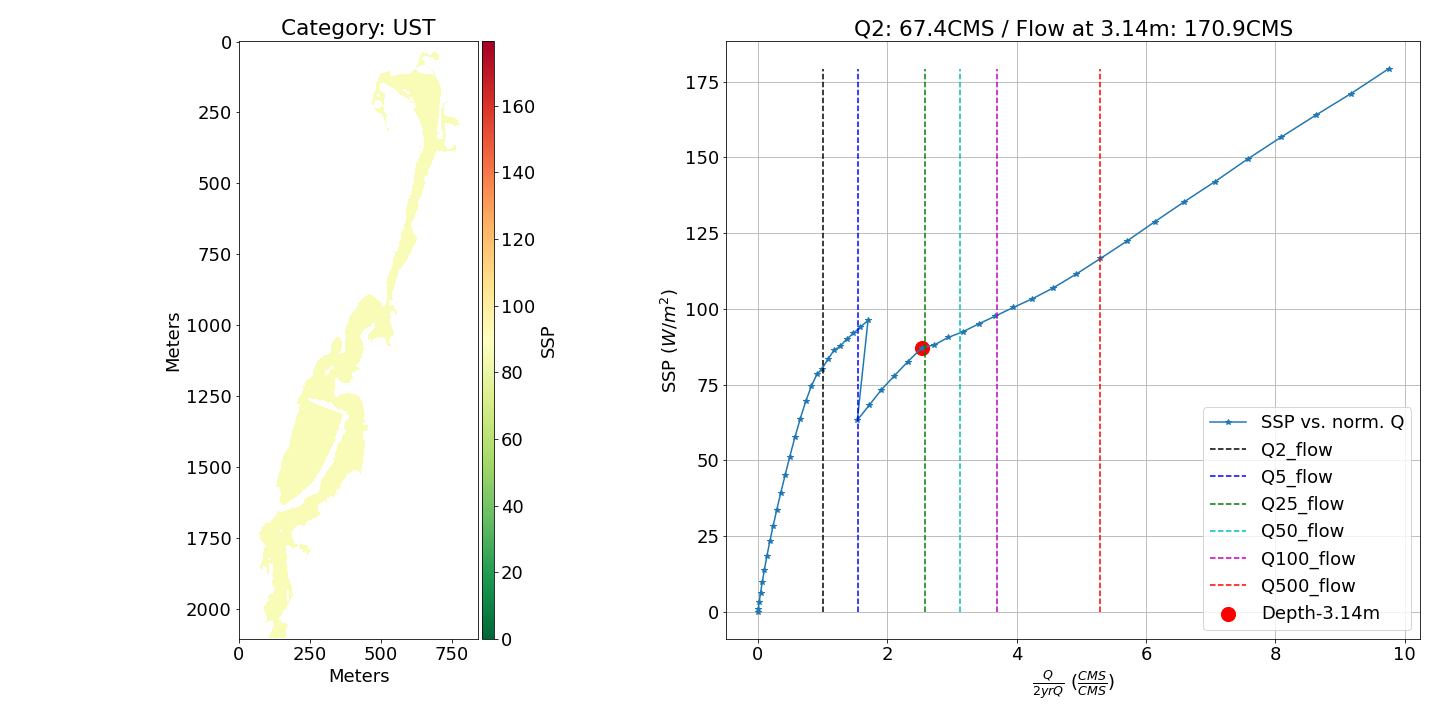 Category: UST
0
250
500
750
1000
1250
1500
1750
2000
Meters
0
250
500
750
Meters
160
140
120
100
80
60
40
20
0
SSP
Q2: 67.4CMS / Flow at 3.14m: 170.9CMS
175
150
125
100
75
50
25
0
SSP (W/m²)
0
2
4
6
8
10
Q/2yrQ (CMS/CMS)
SSP vs. norm. Q
Q2_flow
Q5_flow
Q25_flow
Q50_flow
Q100_flow
Q500_flow
Depth-3.14m